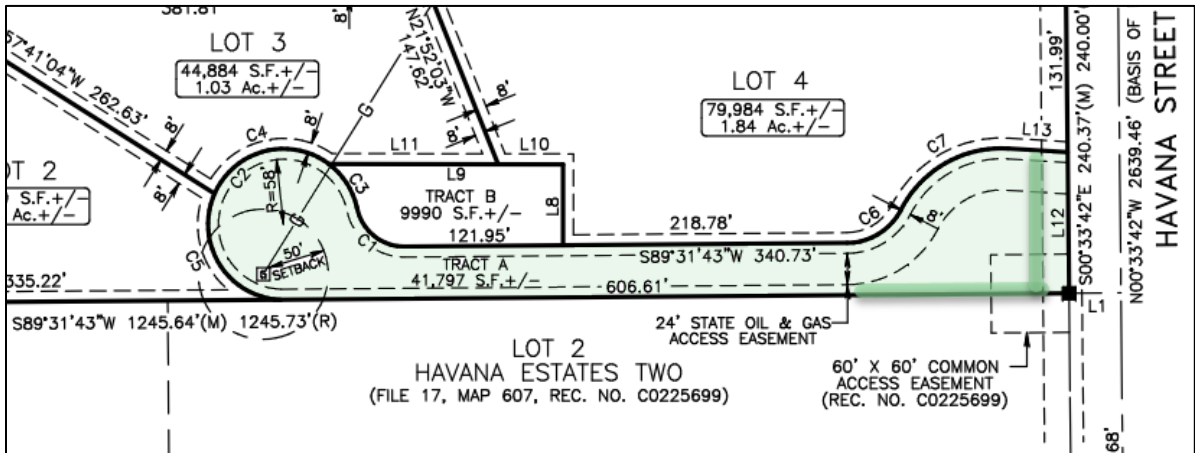 381.81'
8'
57°41'04"W 262.63'
LOT 3
44,884 S.F.+/-
1.03 Ac.+/-
N21°52'03"W
147.62'
LOT 4
79,984 S.F.+/-
1.84 Ac.+/-
131.99'
S00°33'42"E 240.37'(M) 240.00'(
N00°33'42"W 2639.46' (BASIS OF
HAVANA STREET
8'
8'
C4
8'
G
8'
8'
L11
L10
C7
L13
OT 2
S.F.+/-
Ac.+/-
C2
R=58'
C3
L9
TRACT B
9990 S.F.+/-
L8
121.95'
G
C1
218.78'
C6
8'
L12
C5
50'
SETBACK
TRACT A
41,797 S.F.+/-
S89°31'43"W 340.73'
606.61'
335.22'
L1
S89°31'43"W 1245.64'(M) 1245.73'(R)
24' STATE OIL & GAS
ACCESS EASEMENT
LOT 2
HAVANA ESTATES TWO
(FILE 17, MAP 607, REC. NO. C0225699)
60' X 60' COMMON
ACCESS EASEMENT
(REC. NO. C0225699)
68'